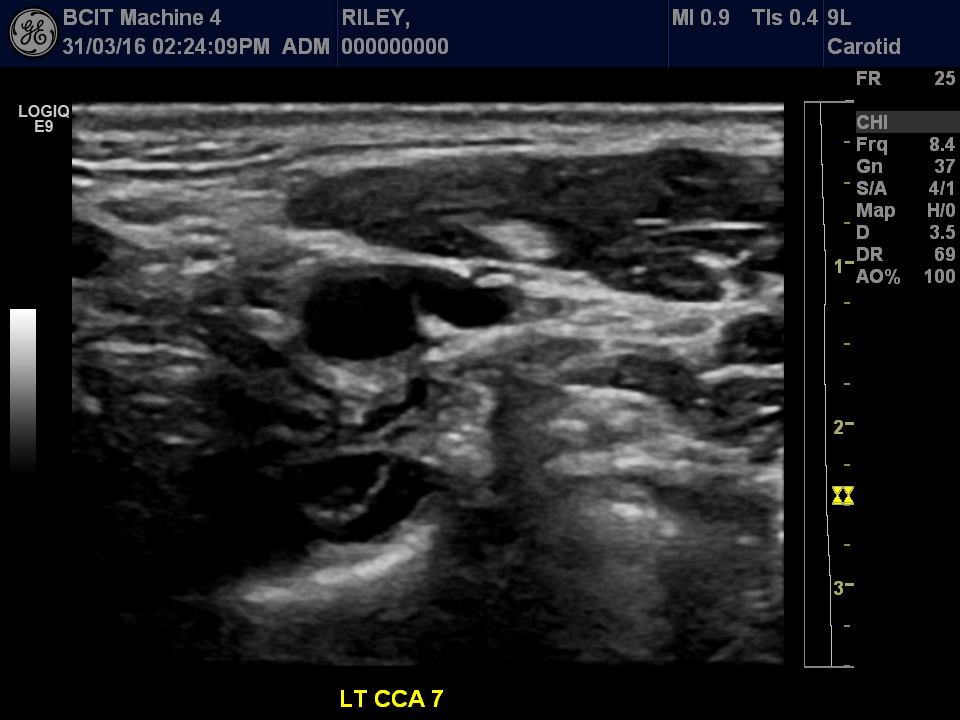 BCIT Machine 4
31/03/16 02:24:09PM ADM
RILEY,
000000000
MI 0.9 TIs 0.4
9L
Carotid
LOGIQ
E9
FR 25
CHI
Frq 8.4
Gn 37
S/A 4/1
Map H/0
D 3.5
DR 69
AO% 100
1
2
3
LT CCA 7